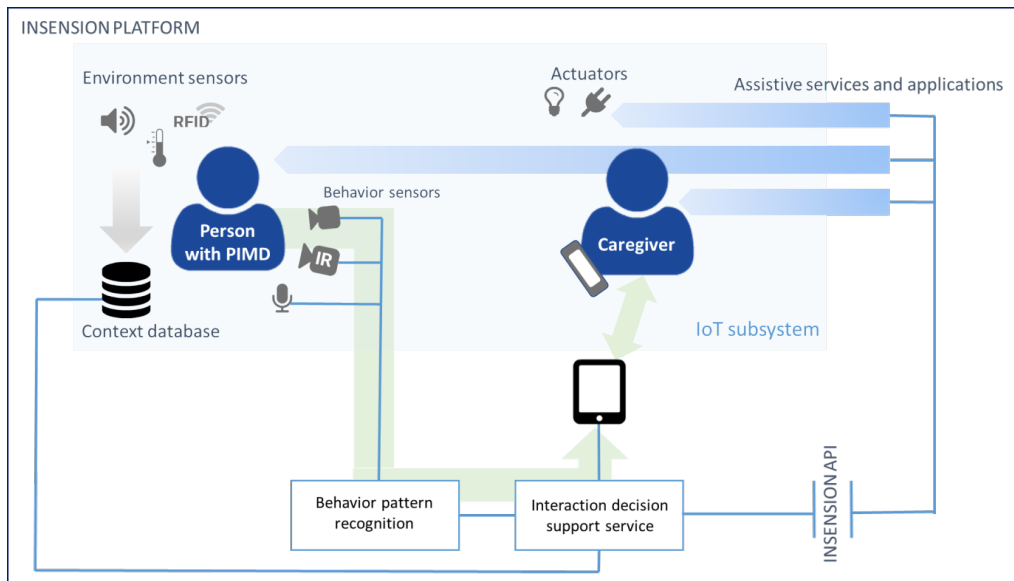 INSENSION PLATFORM
Environment sensors
Actuators
Assistive services and applications
RFID
Behavior sensors
Person
with PIMD
Caregiver
IR
Context database
IoT subsystem
Behavior pattern
recognition
Interaction decision
support service
INSENSION API